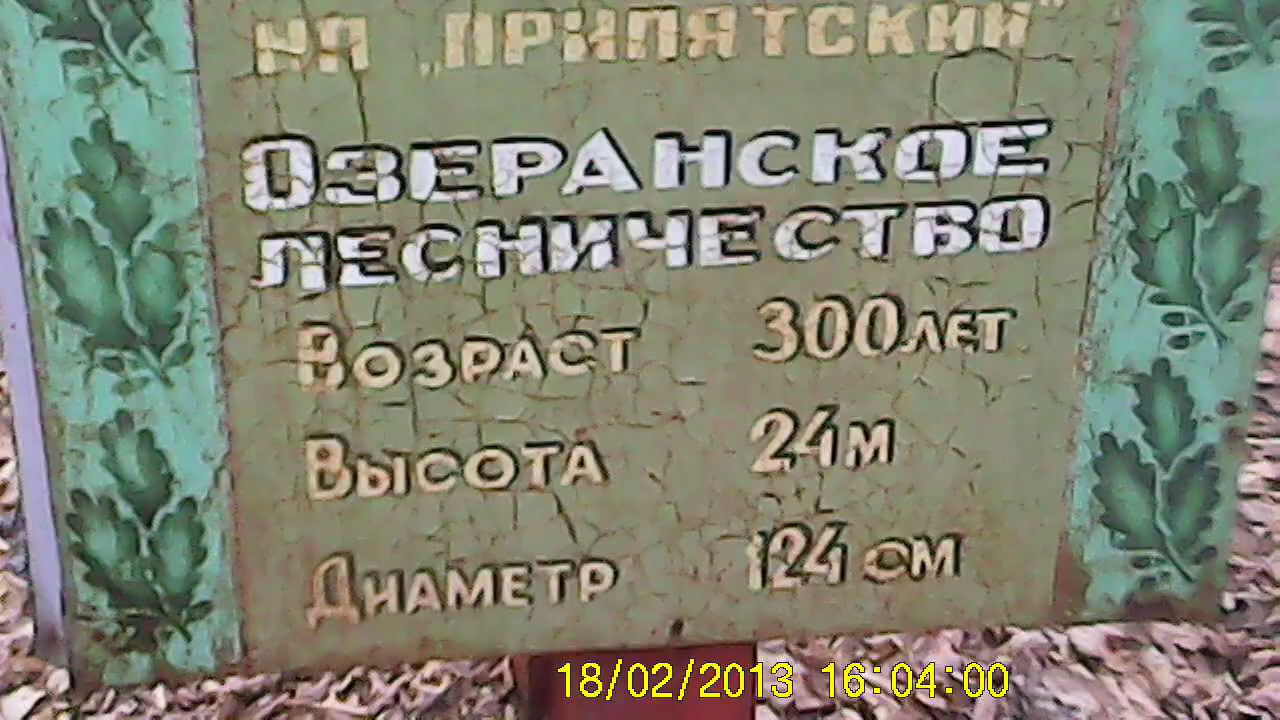 НП „ПРИПЯТСКИЙ"
ОЗЕРАНСКОЕ
ЛЕСНИЧЕСТВО
ВОЗРАСТ 300 ЛЕТ
ВЫСОТА 24 М
ДИАМЕТР 124 СМ
18/02/2013 16:04:00